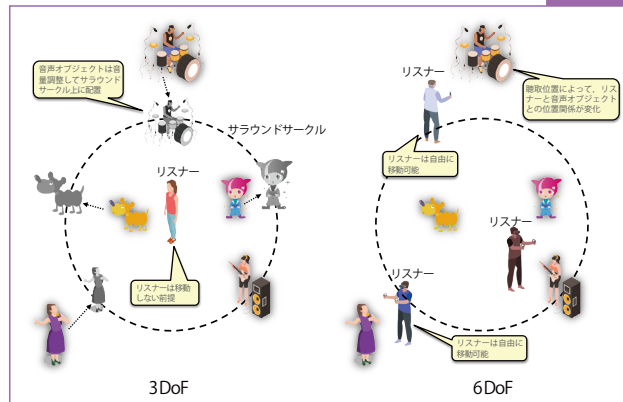 音声オブジェクトは音
量調整してサラウンド
サークル上に配置
サラウンドサークル
リスナー
リスナーは移動
しない前提
3DoF
リスナー
聴取位置によって、リス
ナーと音声オブジェクト
との位置関係が変化
リスナーは自由に
移動可能
リスナー
リスナー
リスナーは自由に
移動可能
6DoF